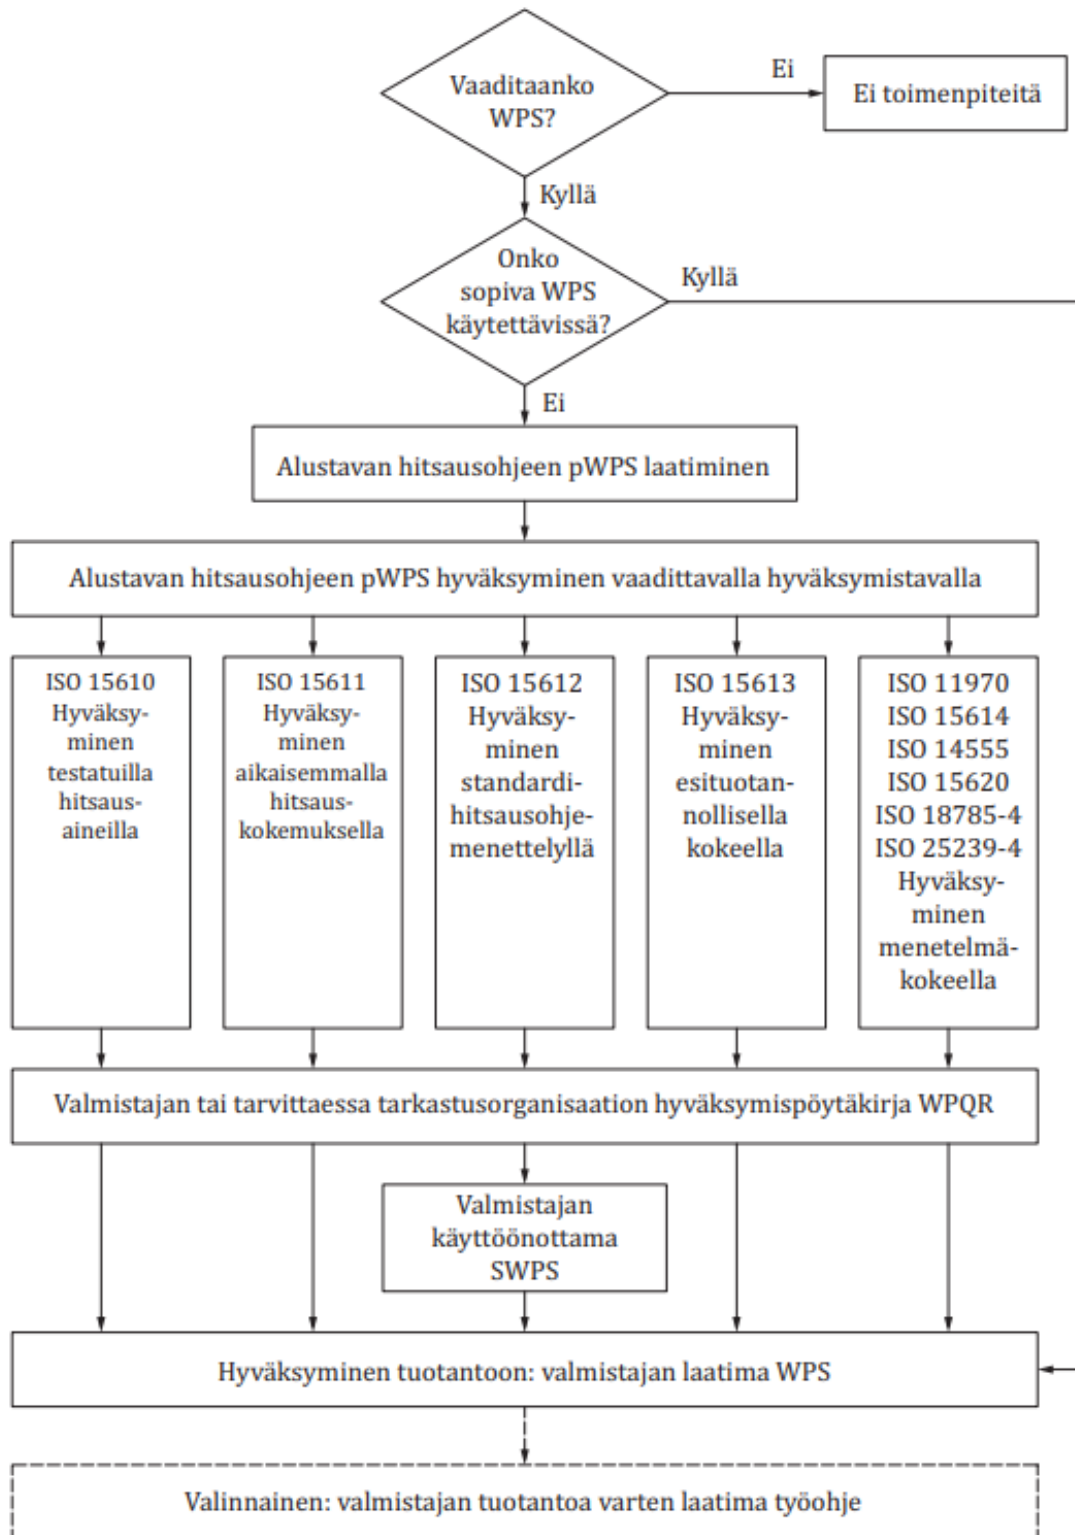 Vaaditaanko
WPS?
Ei
Ei toimenpiteitä
Kyllä
Onko
sopiva WPS
käytettävissä?
Kyllä
Ei
Alustavan hitsausohjeen pWPS laatiminen
Alustavan hitsausohjeen pWPS hyväksyminen vaadittavalla hyväksymistavalla
ISO 15610
Hyväksy-
minen
testatuilla
hitsaus-
aineilla
ISO 15611
Hyväksy-
minen
aikaisemmalla
hitsaus-
kokemuksella
ISO 15612
Hyväksy-
minen
standardi-
hitsausohje-
menettelyllä
ISO 15613
Hyväksy-
minen
esituotan-
nollisella
kokeella
ISO 11970
ISO 15614
ISO 14555
ISO 15620
ISO 18785-4
ISO 25239-4
Hyväksy-
minen
menetelmä-
kokeella
Valmistajan tai tarvittaessa tarkastusorganisaation hyväksymispöytäkirja WPQR
Valmistajan
käyttöönottama
SWPS
Hyväksyminen tuotantoon: valmistajan laatima WPS
Valinnainen: valmistajan tuotantoa varten laatima työohje